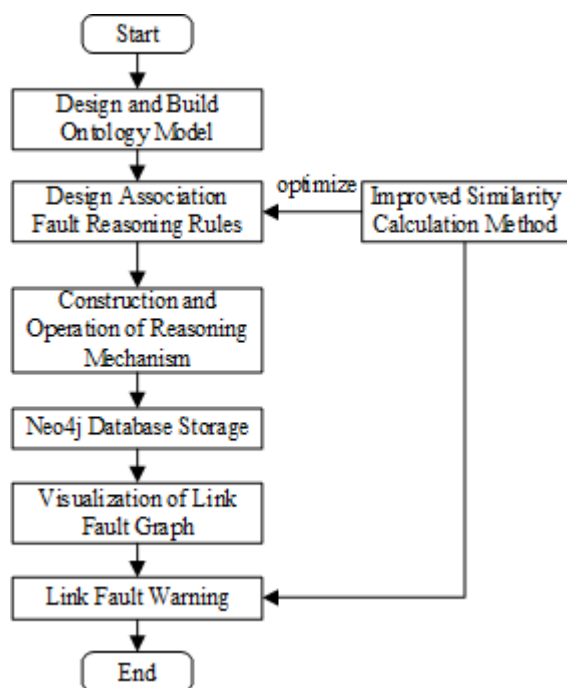 Start
Design and Build
Ontology Model
Design Association
Fault Reasoning Rules
optimize
Improved Similarity
Calculation Method
Construction and
Operation of Reasoning
Mechanism
Neo4j Database Storage
Visualization of Link
Fault Graph
Link Fault Warning
End